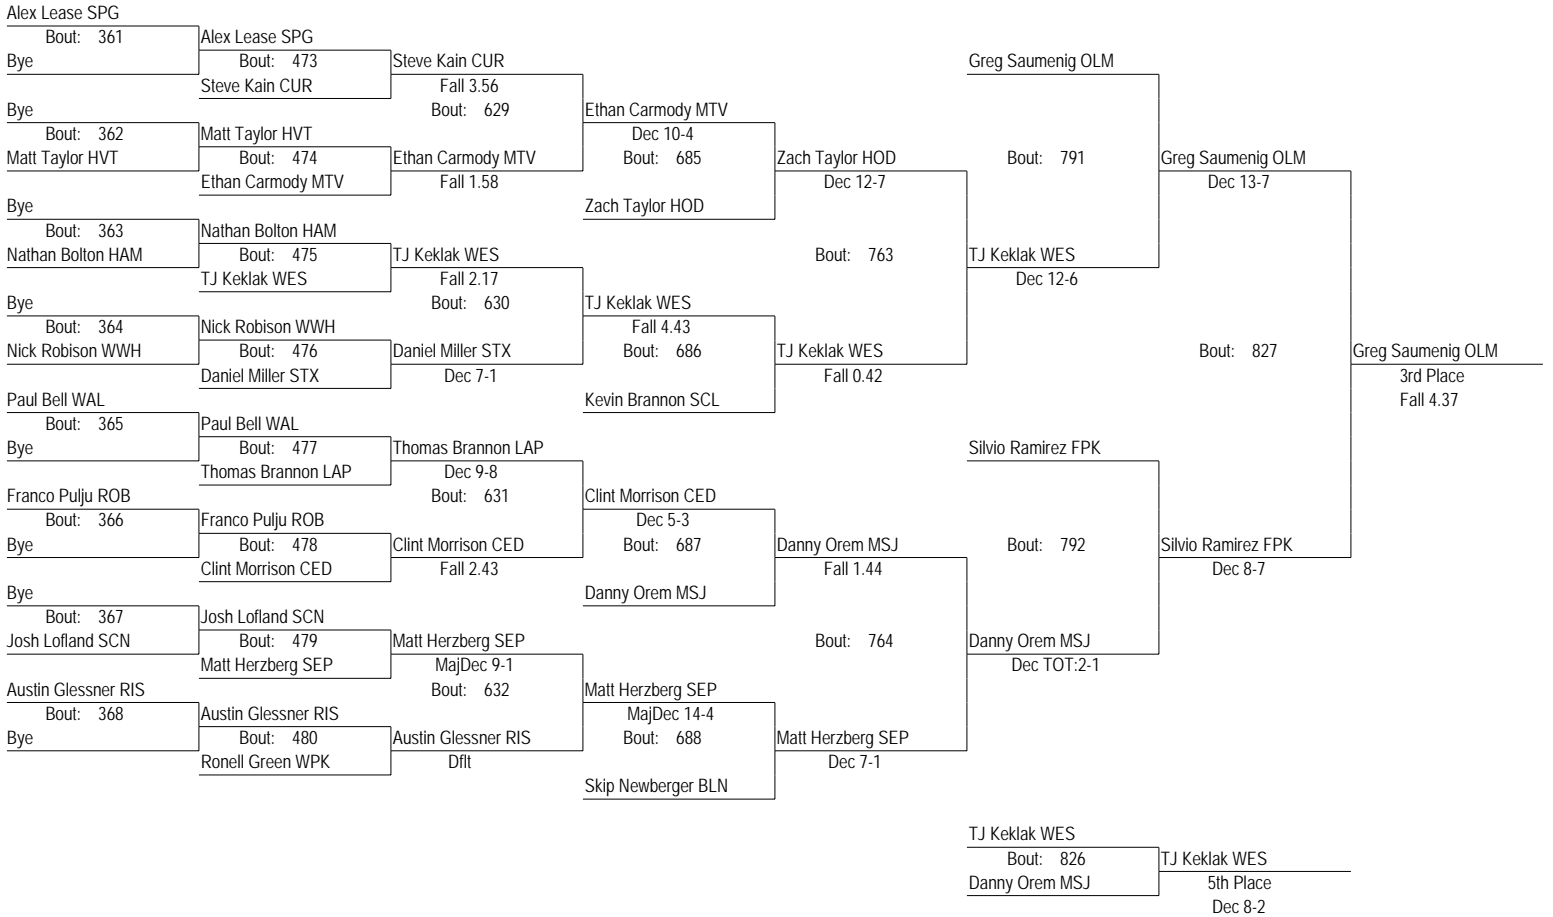 Alex Lease SPG
Bout: 361
Bye
Bye
Bout: 362
Matt Taylor HVT
Bye
Bout: 363
Nathan Bolton HAM
Bye
Bout: 364
Nick Robison WWH
Paul Bell WAL
Bout: 365
Bye
Franco Pulju ROB
Bout: 366
Bye
Bye
Bout: 367
Josh Lofland SCN
Austin Glessner RIS
Bout: 368
Bye
Alex Lease SPG
Bout: 473
Steve Kain CUR
Matt Taylor HVT
Bout: 474
Ethan Carmody MTV
Nathan Bolton HAM
Bout: 475
TJ Keklak WES
Nick Robison WWH
Bout: 476
Daniel Miller STX
Paul Bell WAL
Bout: 477
Thomas Brannon LAP
Franco Pulju ROB
Bout: 478
Clint Morrison CED
Josh Lofland SCN
Bout: 479
Matt Herzberg SEP
Austin Glessner RIS
Bout: 480
Ronell Green WPK
Steve Kain CUR
Fall 3.56
Bout: 629
Ethan Carmody MTV
Fall 1.58
TJ Keklak WES
Fall 2.17
Bout: 630
Daniel Miller STX
Dec 7-1
Thomas Brannon LAP
Dec 9-8
Bout: 631
Clint Morrison CED
Fall 2.43
Matt Herzberg SEP
MajDec 9-1
Bout: 632
Austin Glessner RIS
Dflt
Ethan Carmody MTV
Dec 10-4
Bout: 685
Zach Taylor HOD
TJ Keklak WES
Fall 4.43
Bout: 686
Kevin Brannon SCL
Clint Morrison CED
Dec 5-3
Bout: 687
Danny Orem MSJ
Matt Herzberg SEP
MajDec 14-4
Bout: 688
Skip Newberger BLN
Zach Taylor HOD
Dec 12-7
Bout: 763
TJ Keklak WES
Fall 0.42
Danny Orem MSJ
Fall 1.44
Bout: 764
Matt Herzberg SEP
Dec 7-1
Greg Saumenig OLM
Bout: 791
TJ Keklak WES
Dec 12-6
Silvio Ramirez FPK
Bout: 792
Danny Orem MSJ
Dec TOT:2-1
Greg Saumenig OLM
Dec 13-7
Bout: 827
Silvio Ramirez FPK
Dec 8-7
Greg Saumenig OLM
3rd Place
Fall 4.37
TJ Keklak WES
Bout: 826
Danny Orem MSJ
TJ Keklak WES
5th Place
Dec 8-2